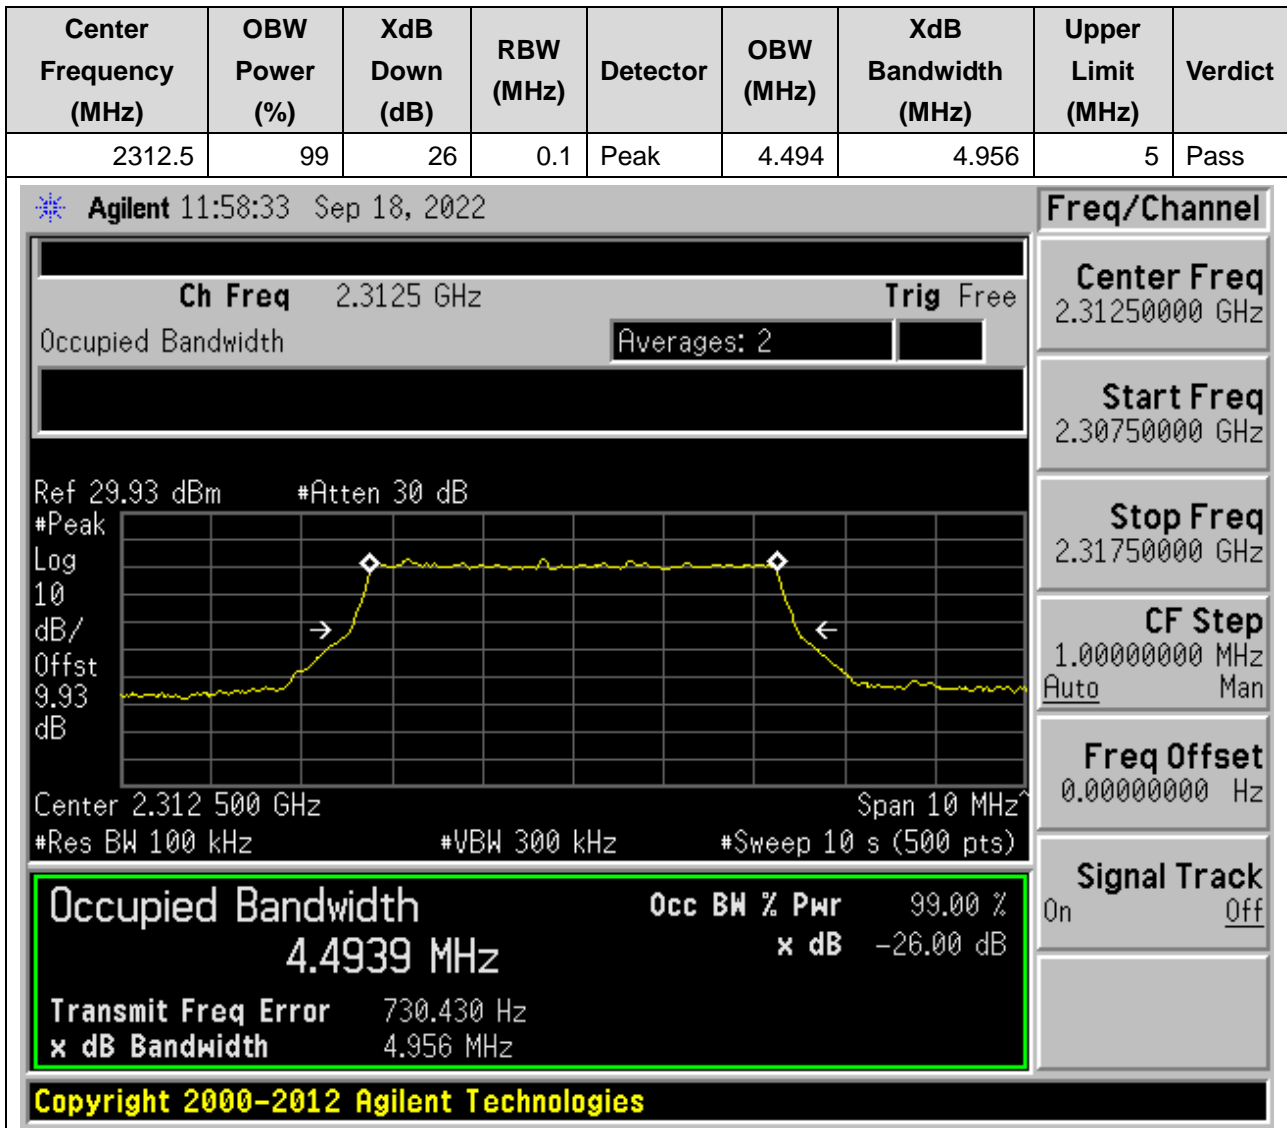 Center Frequency (MHz) OBW Power (%) XdB Down (dB) RBW (MHz) Detector OBW (MHz) XdB Bandwidth (MHz) Upper Limit (MHz) Verdict
2312.5 99 26 0.1 Peak 4.494 4.956 5 Pass
Agilent 11:58:33 Sep 18, 2022
Freq/Channel
Ch Freq 2.3125 GHz Trig Free
Occupied Bandwidth Averages: 2
Ref 29.93 dBm #Atten 30 dB
#Peak
Log
10
dB/
Offst
9.93
dB
Center 2.312 500 GHz Span 10 MHz^
#Res BW 100 kHz #VBW 300 kHz #Sweep 10 s (500 pts)
Occupied Bandwidth Occ BW % Pwr 99.00 %
4.4939 MHz x dB -26.00 dB
Transmit Freq Error 730.430 Hz
x dB Bandwidth 4.956 MHz
Copyright 2000-2012 Agilent Technologies
Center Freq
2.31250000 GHz
Start Freq
2.30750000 GHz
Stop Freq
2.31750000 GHz
CF Step
1.00000000 MHz
Auto Man
Freq Offset
0.00000000 Hz
Signal Track
On Off